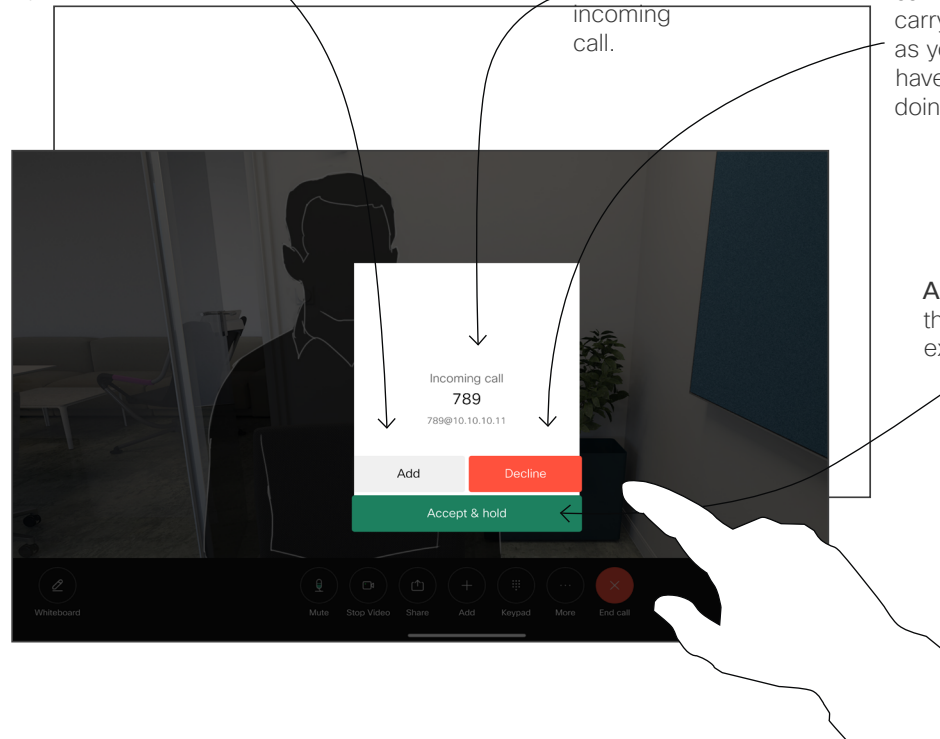 incoming
call.
carry
as yo
have
doin
A
th
ex
Incoming call
789
789@10.10.10.11
Add
Decline
Accept & hold
Whiteboard
Mute
Stop Video
Share
Add
Keypad
More
End call